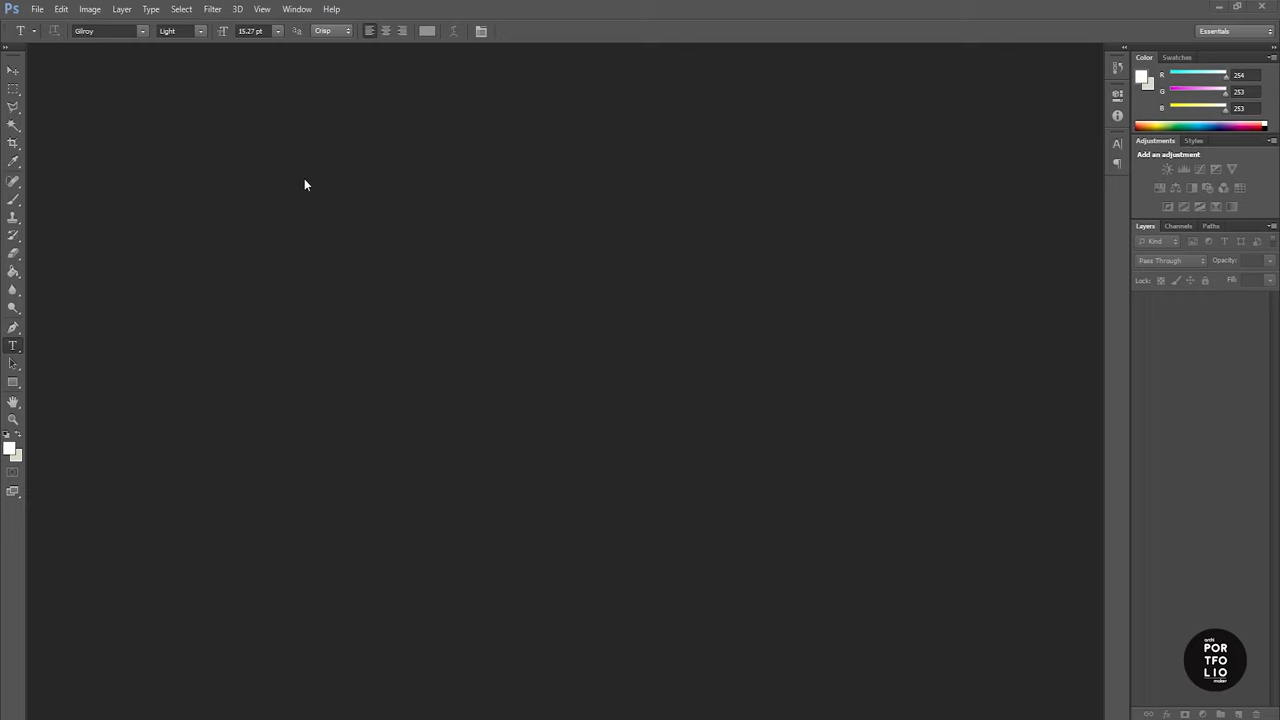 Ps File Edit Image Layer Type Select Filter 3D View Window Help
T Gilroy Light 15.27 pt Crisp Essentials
Color Swatches
R 254
G 253
B 253
Adjustments Styles
Add an adjustment
Layers Channels Paths
Kind
Pass Through Opacity:
Lock: Fill:
archi
POR
TFO
LIO
maker